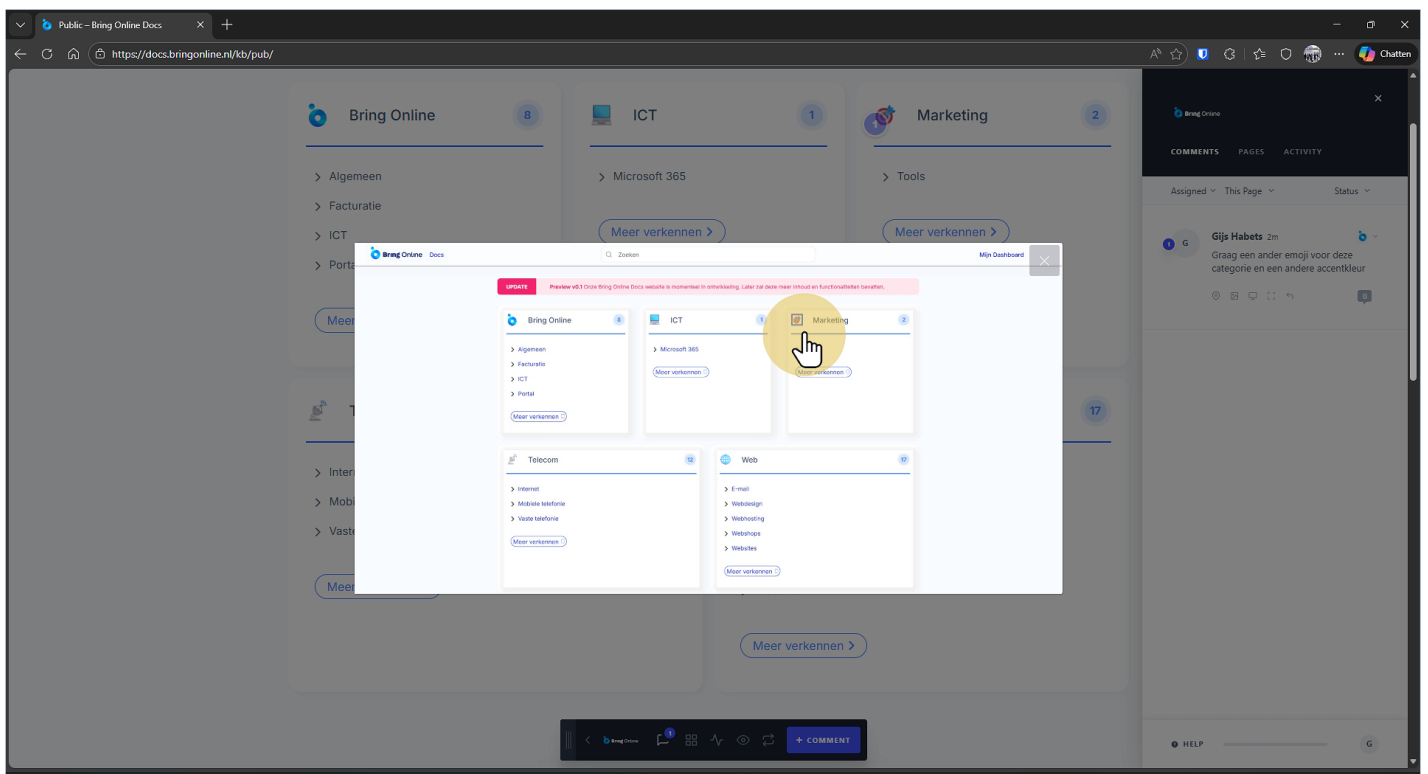 Public – Bring Online Docs
https://docs.bringonline.nl/kb/pub/
Chatten
Bring Online 8
Algemeen
Facturatie
ICT
Porta
Meer
ICT 1
Microsoft 365
Meer verkennen
Marketing 2
1
Tools
Meer verkennen
T
Inter
Mobi
Vaste
Meer
17
Meer verkennen
Bring Online Docs
Zoeken
Mijn Dashboard
UPDATE Preview v0.1 Onze Bring Online Docs website is momenteel in ontwikkeling. Later zal deze meer inhoud en functionaliteiten bevatten.
Bring Online 8
Algemeen
Facturatie
ICT
Portal
Meer verkennen
ICT 1
Microsoft 365
Meer verkennen
Marketing 2
Meer verkennen
Telecom 12
Internet
Mobiele telefonie
Vaste telefonie
Meer verkennen
Web 17
E-mail
Webdesign
Webhosting
Webshops
Websites
Meer verkennen
Bring Online
COMMENTS PAGES ACTIVITY
Assigned This Page Status
1 G Gijs Habets 2m
Graag een ander emoji voor deze
categorie en een andere accentkleur
0
Bring Online 1 + COMMENT
HELP G